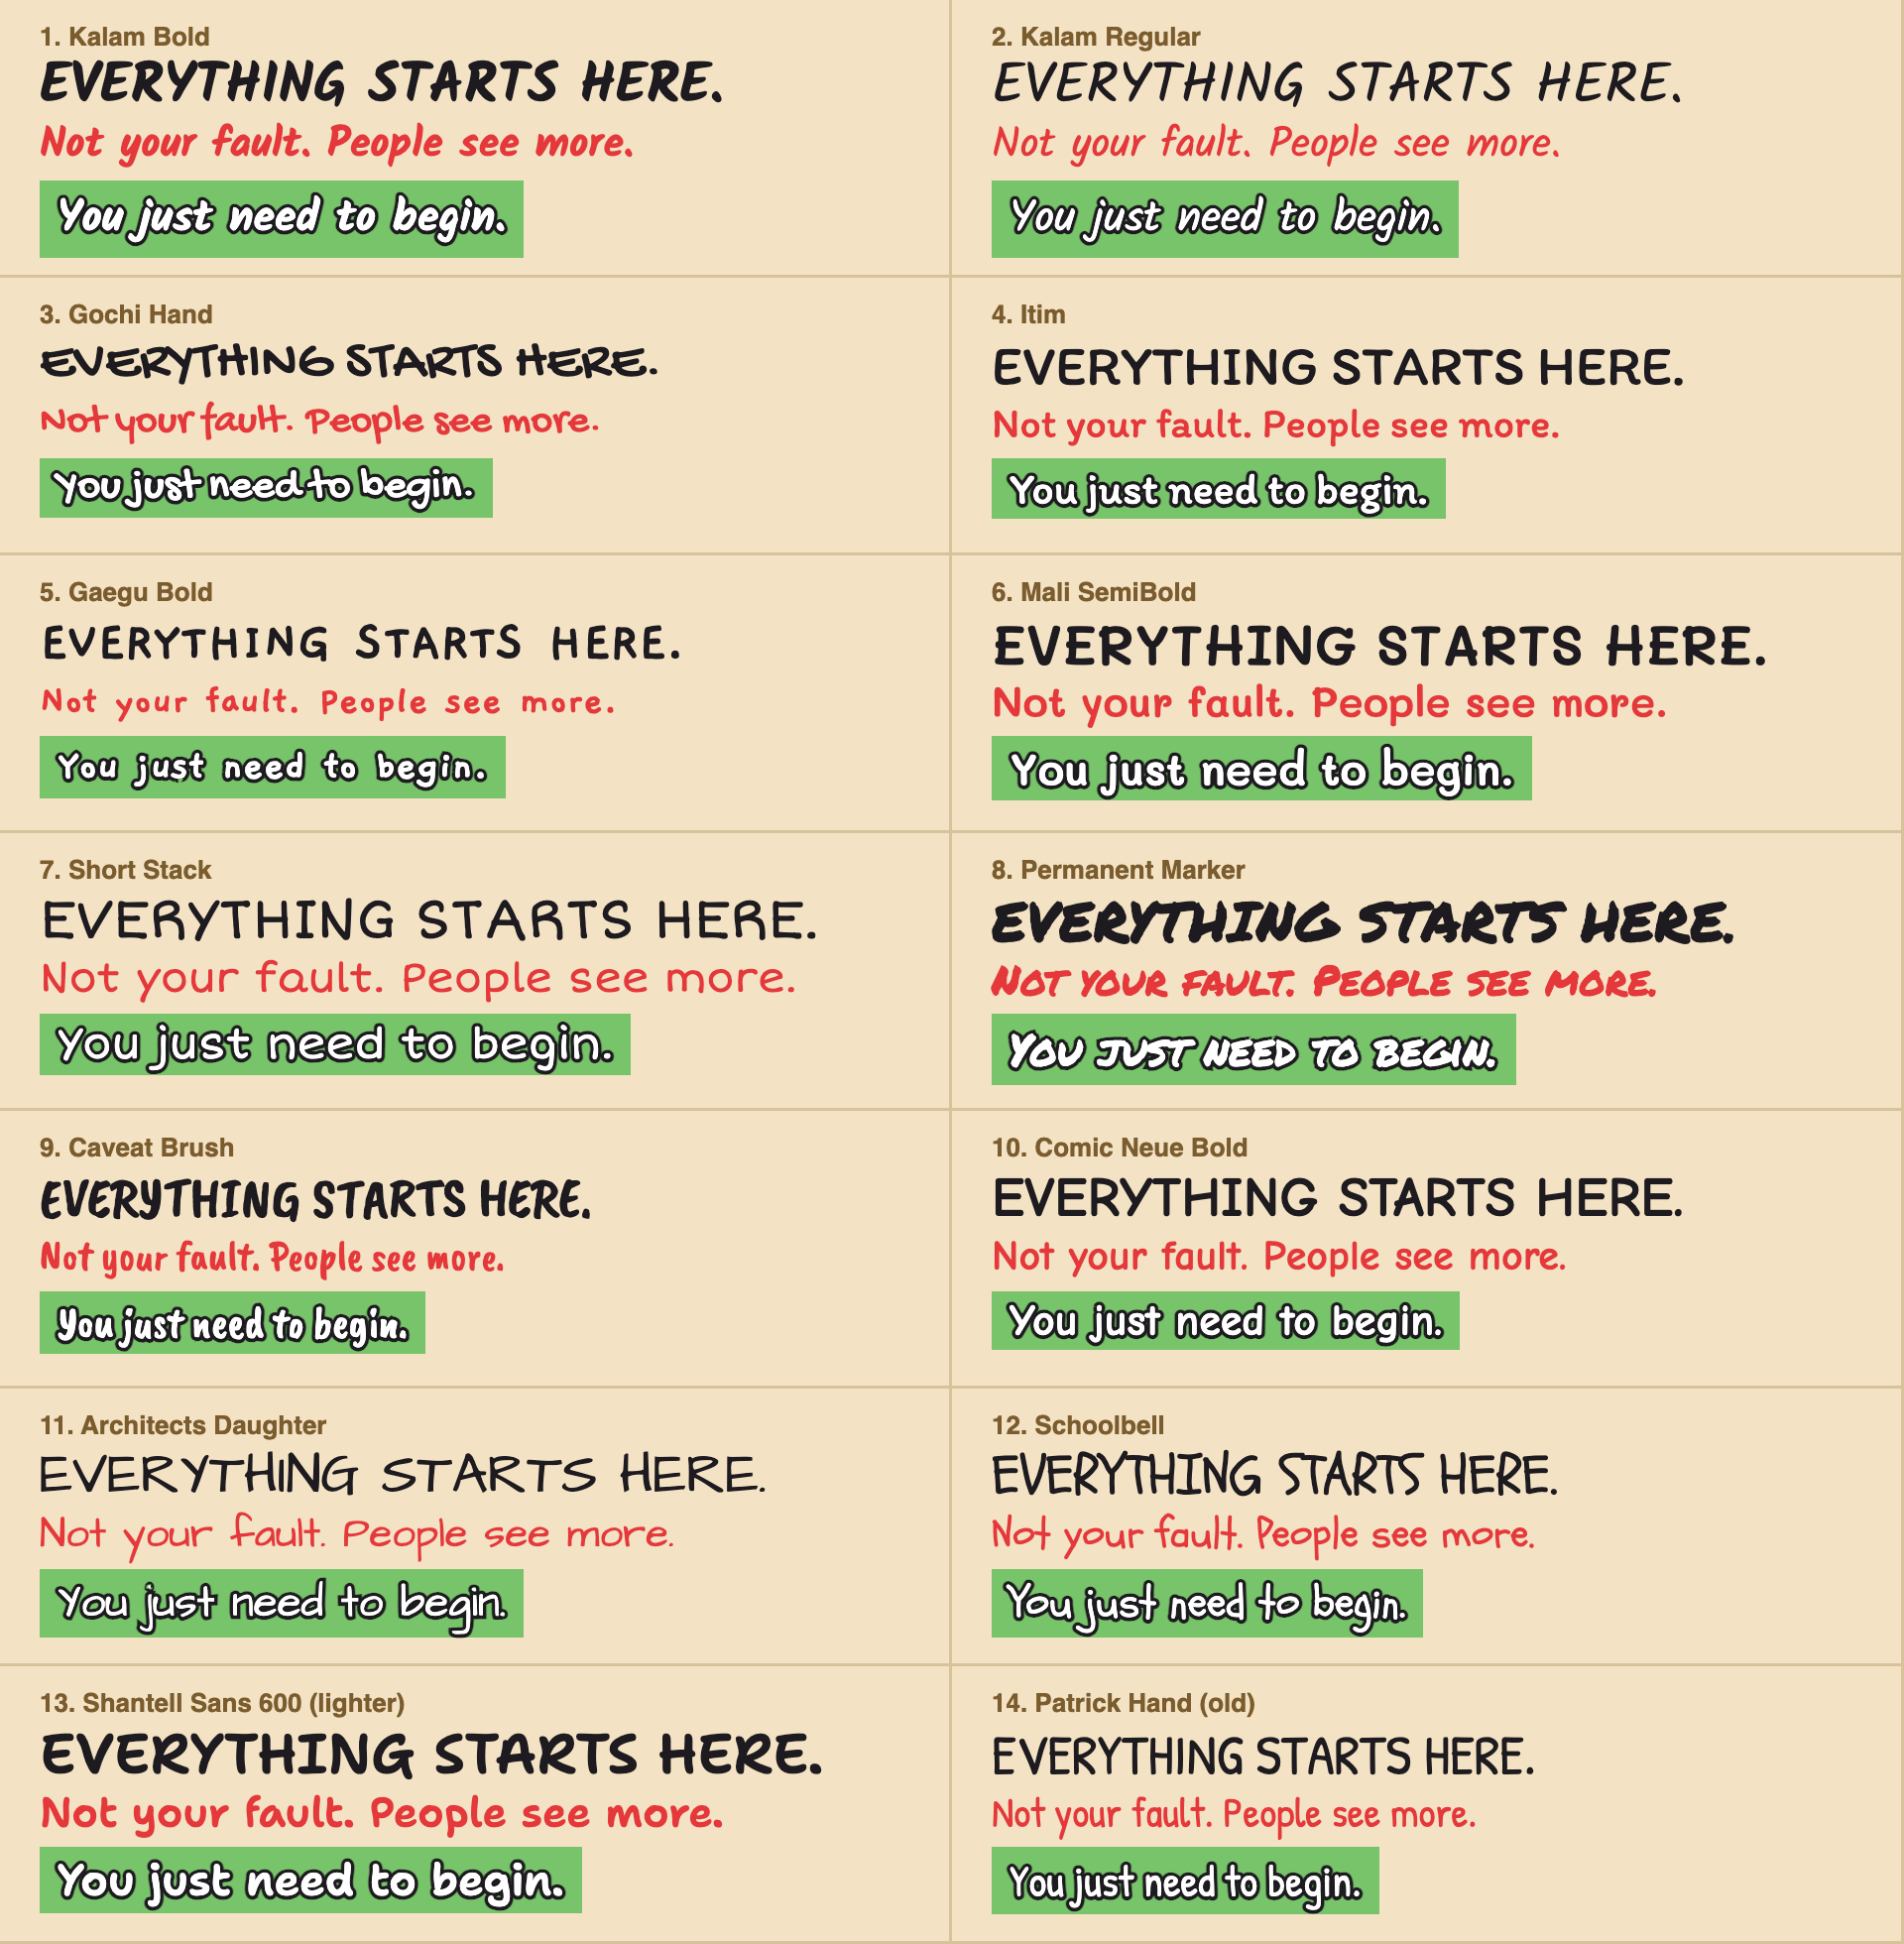 1. Kalam Bold
EVERYTHING STARTS HERE.
Not your fault. People see more.
You just need to begin.
2. Kalam Regular
EVERYTHING STARTS HERE.
Not your fault. People see more.
You just need to begin.
3. Gochi Hand
EVERYTHING STARTS HERE.
Not your fault. People see more.
You just need to begin.
4. Itim
EVERYTHING STARTS HERE.
Not your fault. People see more.
You just need to begin.
5. Gaegu Bold
EVERYTHING STARTS HERE.
Not your fault. People see more.
You just need to begin.
6. Mali SemiBold
EVERYTHING STARTS HERE.
Not your fault. People see more.
You just need to begin.
7. Short Stack
EVERYTHING STARTS HERE.
Not your fault. People see more.
You just need to begin.
8. Permanent Marker
EVERYTHING STARTS HERE.
NOT YOUR FAULT. PEOPLE SEE MORE.
YOU JUST NEED TO BEGIN.
9. Caveat Brush
EVERYTHING STARTS HERE.
Not your fault. People see more.
You just need to begin.
10. Comic Neue Bold
EVERYTHING STARTS HERE.
Not your fault. People see more.
You just need to begin.
11. Architects Daughter
EVERYTHING STARTS HERE.
Not your fault. People see more.
You just need to begin.
12. Schoolbell
EVERYTHING STARTS HERE.
Not your fault. People see more.
You just need to begin.
13. Shantell Sans 600 (lighter)
EVERYTHING STARTS HERE.
Not your fault. People see more.
You just need to begin.
14. Patrick Hand (old)
EVERYTHING STARTS HERE.
Not your fault. People see more.
You just need to begin.